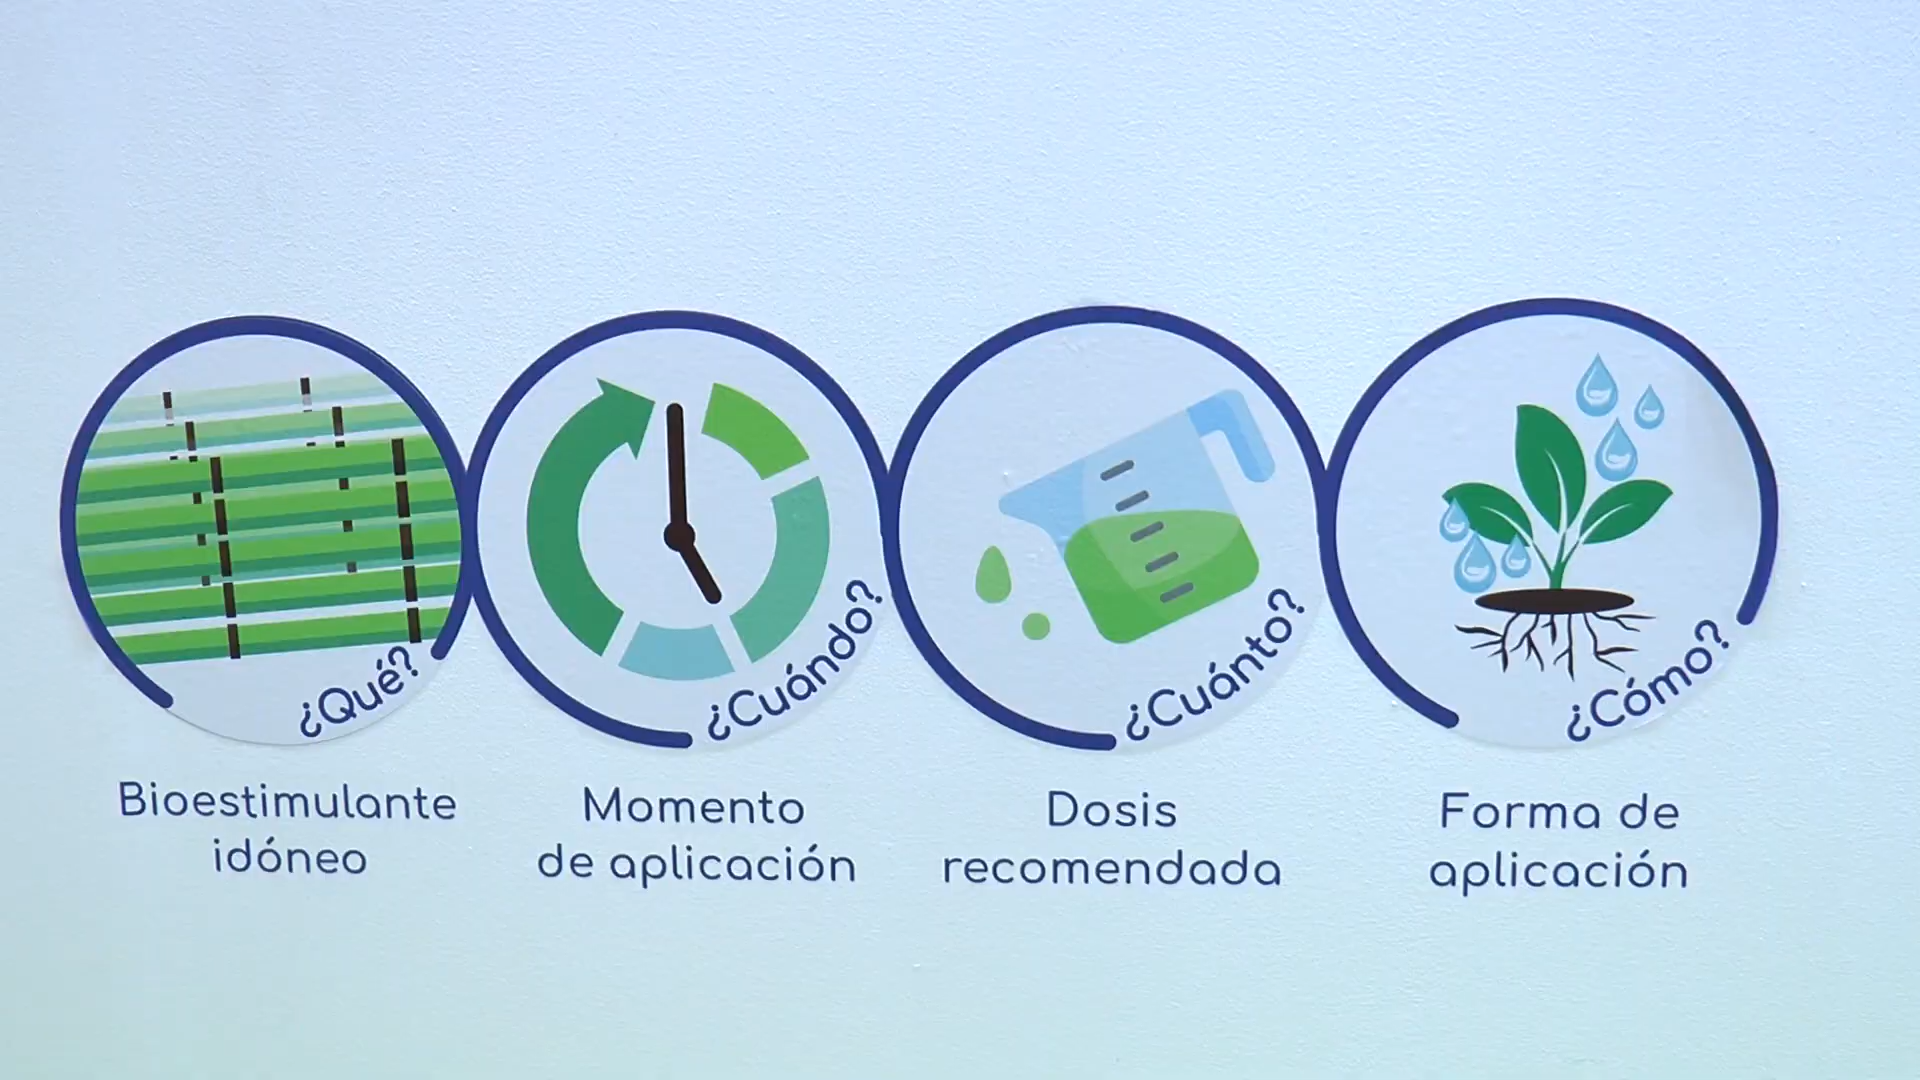 ¿Qué?
¿Cuándo?
¿Cuánto?
¿Cómo?
Bioestimulante
idóneo
Momento
de aplicación
Dosis
recomendada
Forma de
aplicación